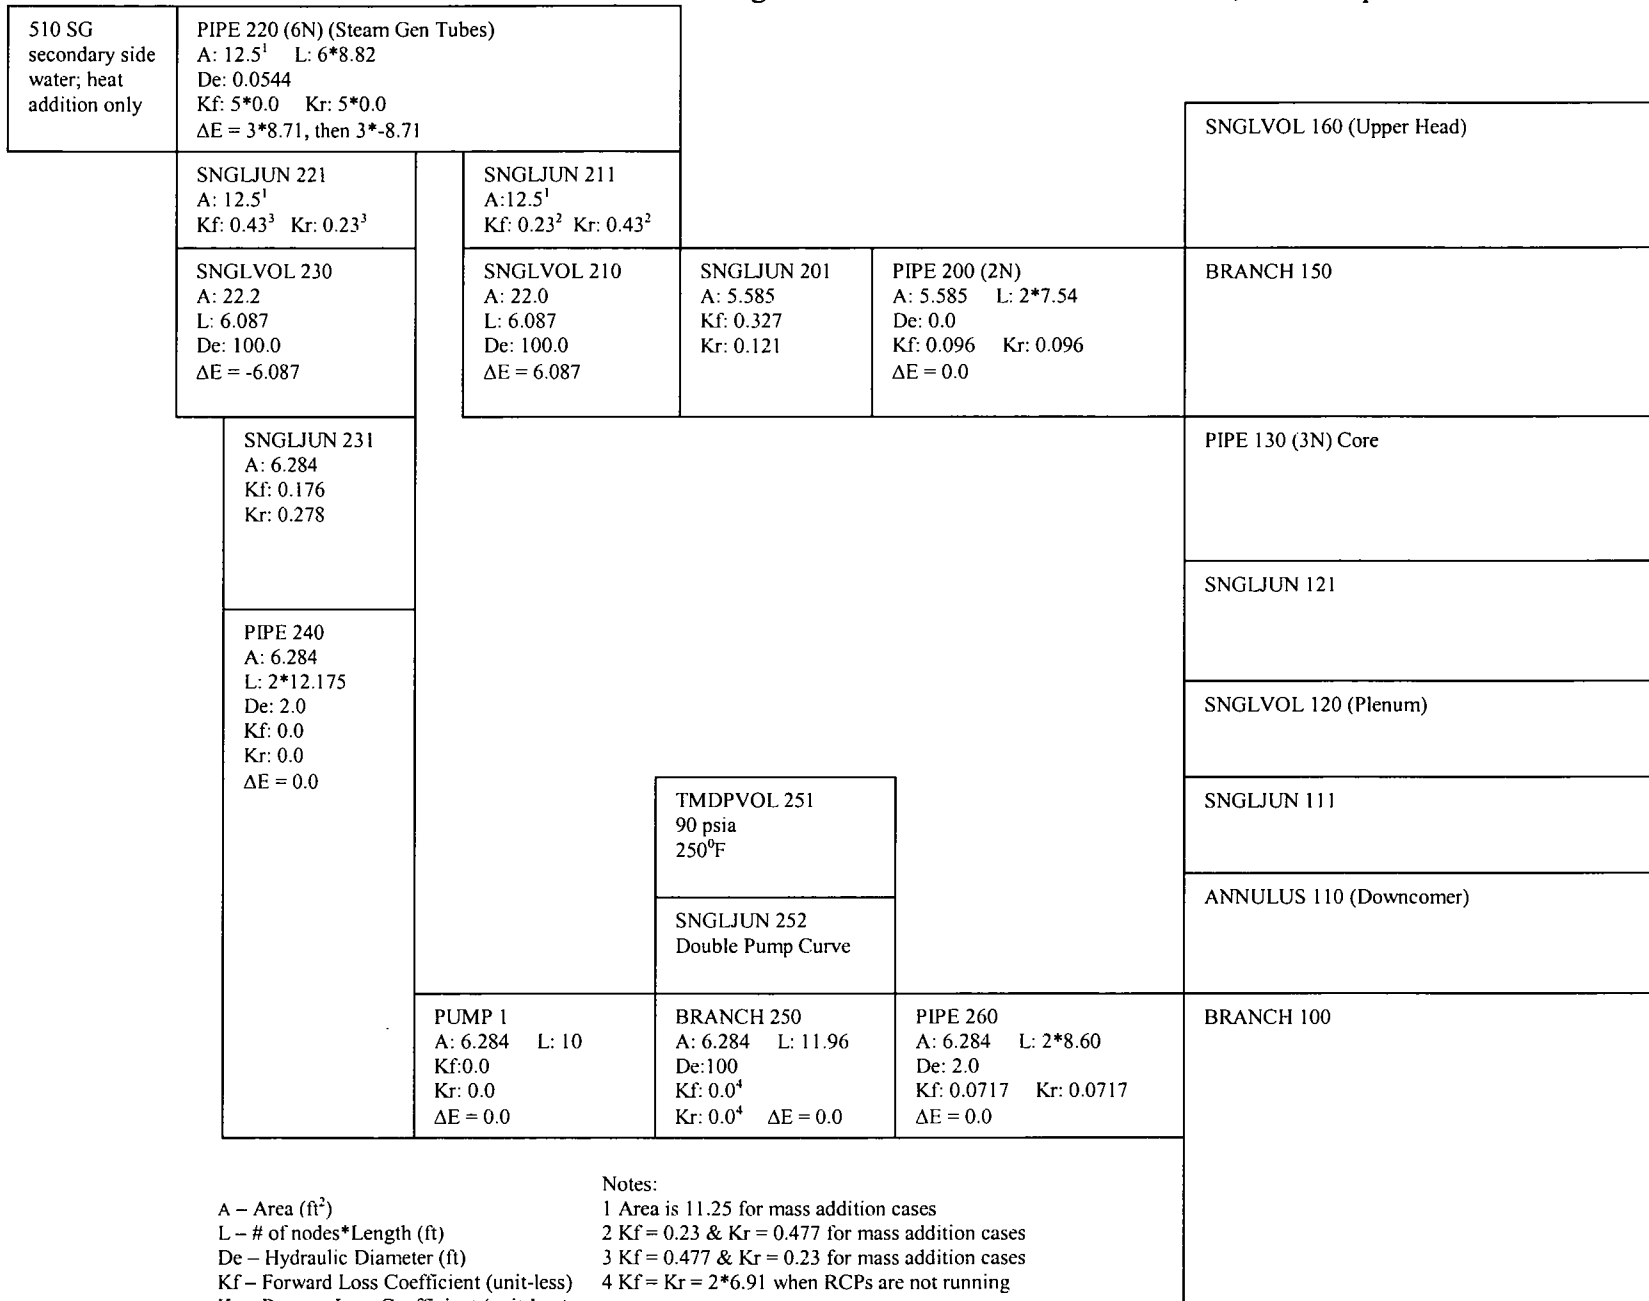 510 SG
secondary side
water; heat
addition only
PIPE 220 (6N) (Steam Gen Tubes)
A: 12.5¹ L: 6*8.82
De: 0.0544
Kf: 5*0.0 Kr: 5*0.0
ΔE = 3*8.71, then 3*-8.71
SNGLVOL 160 (Upper Head)
SNGLJUN 221
A: 12.5¹
Kf: 0.43³ Kr: 0.23³
SNGLJUN 211
A:12.5¹
Kf: 0.23² Kr: 0.43²
SNGLVOL 230
A: 22.2
L: 6.087
De: 100.0
ΔE = -6.087
SNGLVOL 210
A: 22.0
L: 6.087
De: 100.0
ΔE = 6.087
SNGLJUN 201
A: 5.585
Kf: 0.327
Kr: 0.121
PIPE 200 (2N)
A: 5.585 L: 2*7.54
De: 0.0
Kf: 0.096 Kr: 0.096
ΔE = 0.0
BRANCH 150
SNGLJUN 231
A: 6.284
Kf: 0.176
Kr: 0.278
PIPE 130 (3N) Core
SNGLJUN 121
PIPE 240
A: 6.284
L: 2*12.175
De: 2.0
Kf: 0.0
Kr: 0.0
ΔE = 0.0
SNGLVOL 120 (Plenum)
TMDPVOL 251
90 psia
250⁰F
SNGLJUN 111
SNGLJUN 252
Double Pump Curve
ANNULUS 110 (Downcomer)
PUMP 1
A: 6.284 L: 10
Kf:0.0
Kr: 0.0
ΔE = 0.0
BRANCH 250
A: 6.284 L: 11.96
De:100
Kf: 0.0⁴
Kr: 0.0⁴ ΔE = 0.0
PIPE 260
A: 6.284 L: 2*8.60
De: 2.0
Kf: 0.0717 Kr: 0.0717
ΔE = 0.0
BRANCH 100
A – Area (ft²)
L – # of nodes*Length (ft)
De – Hydraulic Diameter (ft)
Kf – Forward Loss Coefficient (unit-less)
Notes:
1 Area is 11.25 for mass addition cases
2 Kf = 0.23 & Kr = 0.477 for mass addition cases
3 Kf = 0.477 & Kr = 0.23 for mass addition cases
4 Kf = Kr = 2*6.91 when RCPs are not running